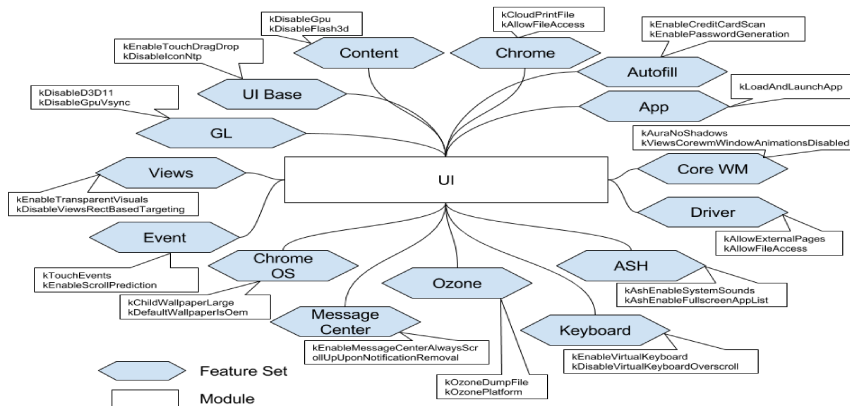 kDisableGpu
kDisableFlash3d
Content
kCloudPrintFile
kAllowFileAccess
Chrome
kEnableCreditCardScan
kEnablePasswordGeneration
Autofill
kEnableTouchDragDrop
kDisableIconNtp
UI Base
kLoadAndLaunchApp
App
kDisableD3D11
kDisableGpuVsync
GL
kAuraNoShadows
kViewsCorewmWindowAnimationsDisabled
Core WM
Views
kEnableTransparentVisuals
kDisableViewsRectBasedTargeting
UI
Driver
kAllowExternalPages
kAllowFileAccess
Event
kTouchEvents
kEnableScrollPrediction
Chrome
OS
kChildWallpaperLarge
kDefaultWallpaperIsOem
Ozone
kOzoneDumpFile
kOzonePlatform
ASH
kAshEnableSystemSounds
kAshEnableFullscreenAppList
Message
Center
kEnableMessageCenterAlwaysScr
ollUpUponNotificationRemoval
Keyboard
kEnableVirtualKeyboard
kDisableVirtualKeyboardOverscroll
Feature Set
Module